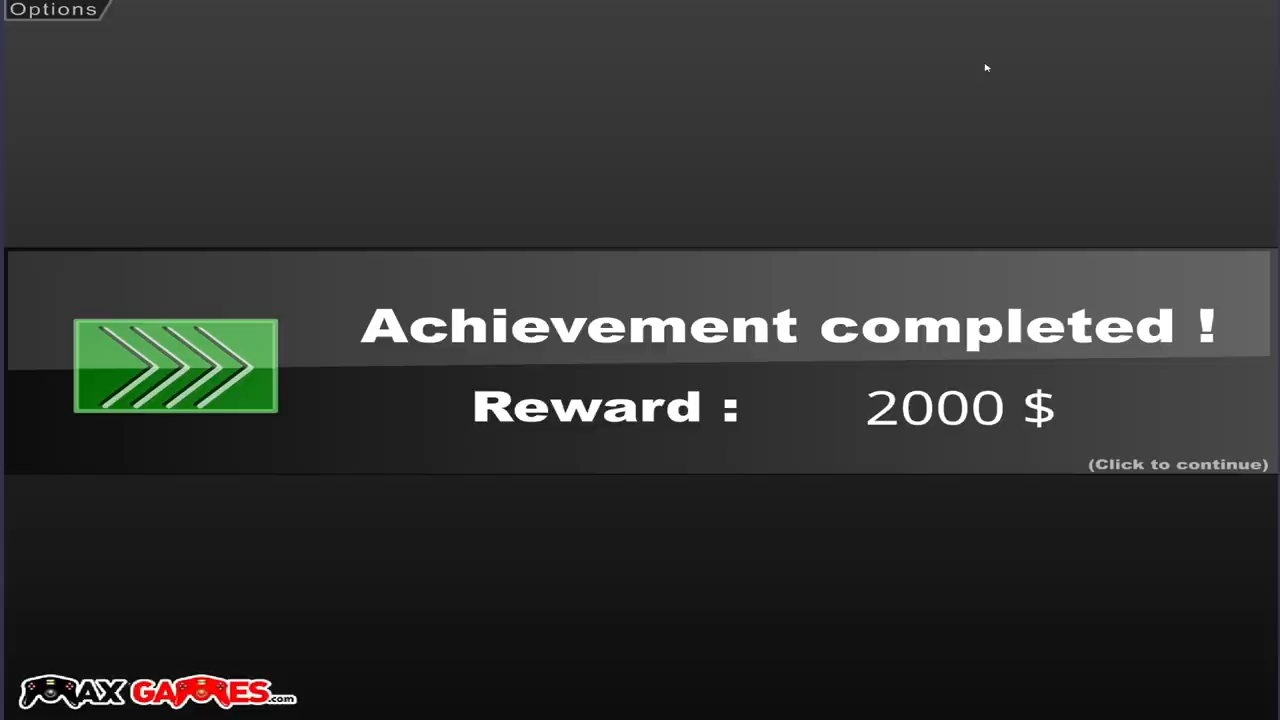 Options
Achievement completed !
Reward : 2000 $
(Click to continue)
MAX GAMES.com